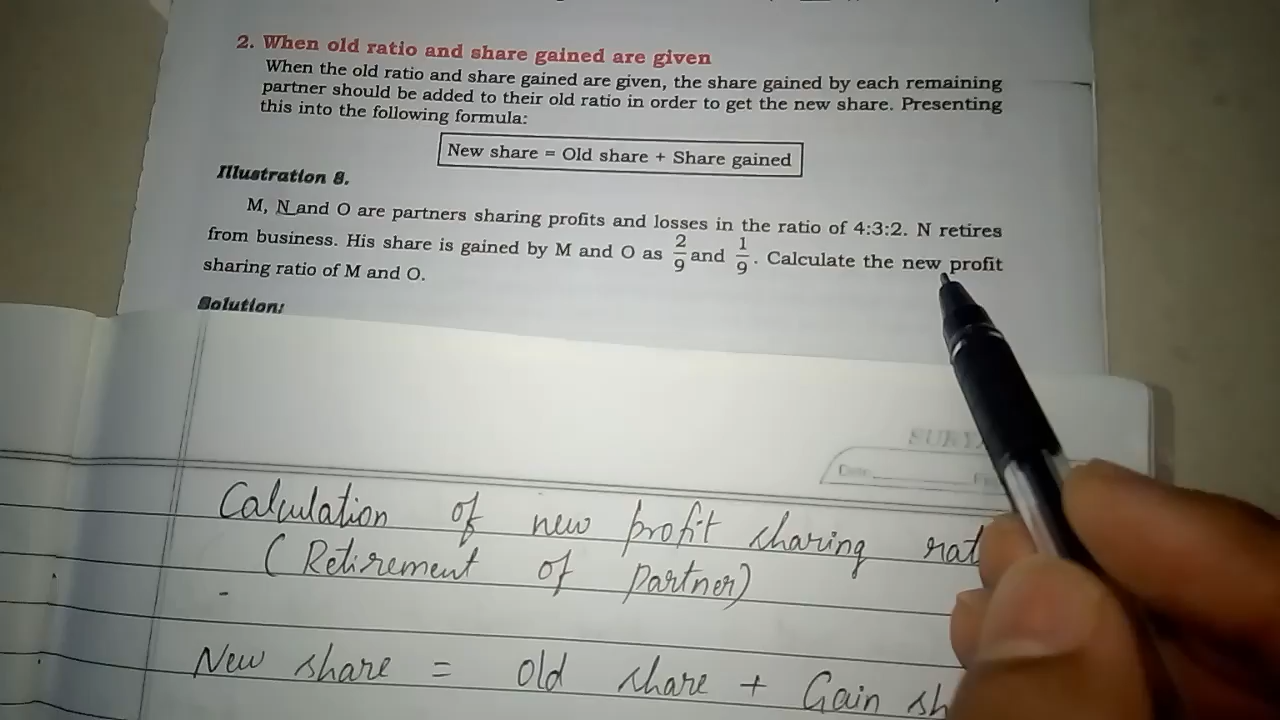 2. When old ratio and share gained are given
When the old ratio and share gained are given, the share gained by each remaining
partner should be added to their old ratio in order to get the new share. Presenting
this into the following formula:
New share = Old share + Share gained
Illustration 8.
M, N and O are partners sharing profits and losses in the ratio of 4:3:2. N retires
from business. His share is gained by M and O as 2/9 and 1/9. Calculate the new profit
sharing ratio of M and O.
Solution:
Date
Calculation of new profit sharing rat
( Retirement of partner)
New share = old share + Gain sh